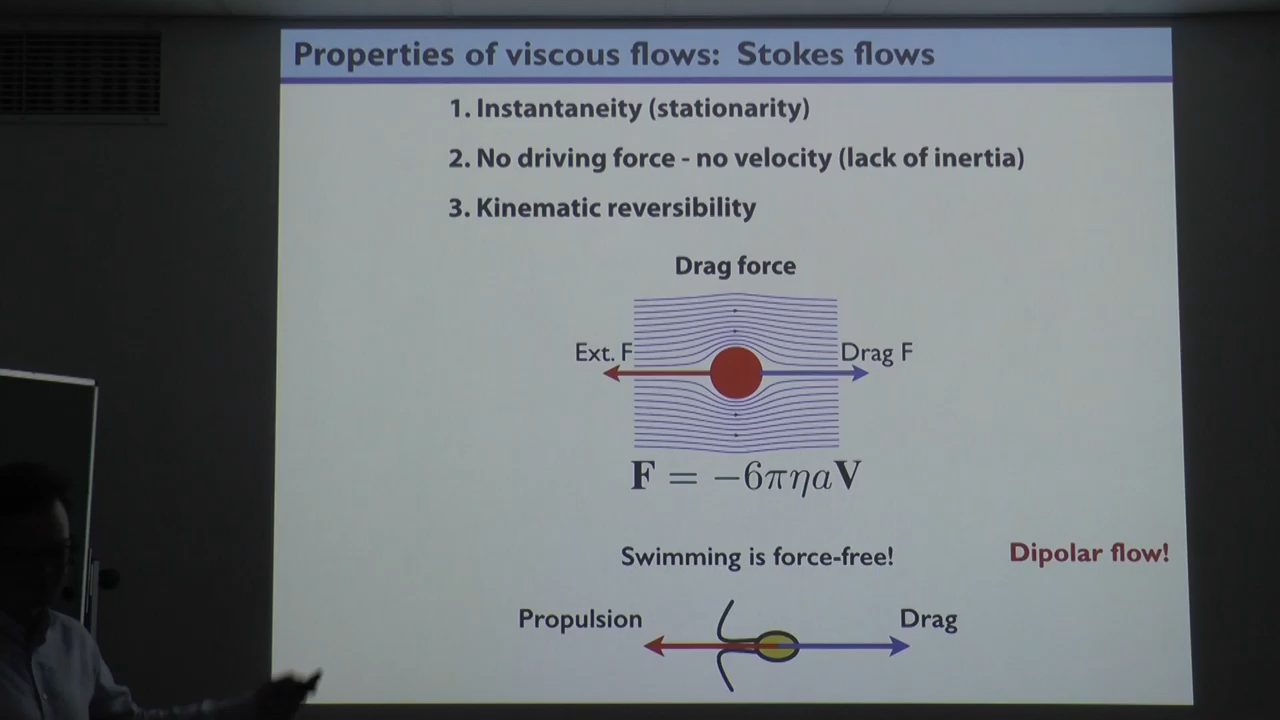 Properties of viscous flows: Stokes flows
1. Instantaneity (stationarity)
2. No driving force - no velocity (lack of inertia)
3. Kinematic reversibility
Drag force
Ext. F
Drag F
F = −6πηaV
Swimming is force-free!
Dipolar flow!
Propulsion
Drag